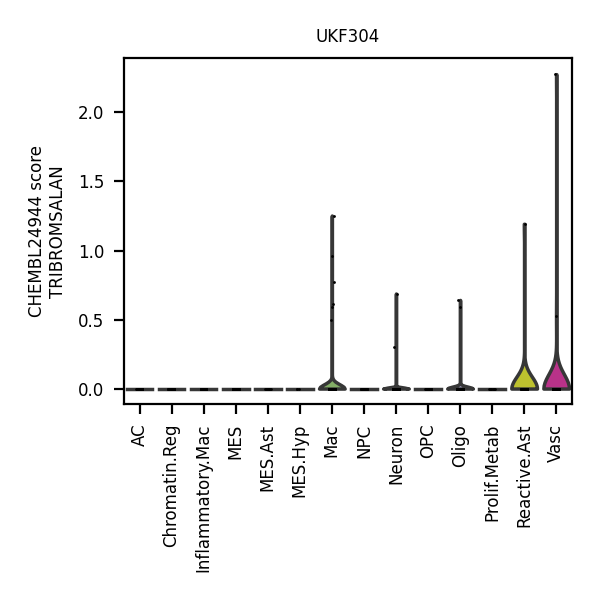 UKF304
CHEMBL24944 score
TRIBROMSALAN
2.0
1.5
1.0
0.5
0.0
AC
Chromatin.Reg
Inflammatory.Mac
MES
MES.Ast
MES.Hyp
Mac
NPC
Neuron
OPC
Oligo
Prolif.Metab
Reactive.Ast
Vasc